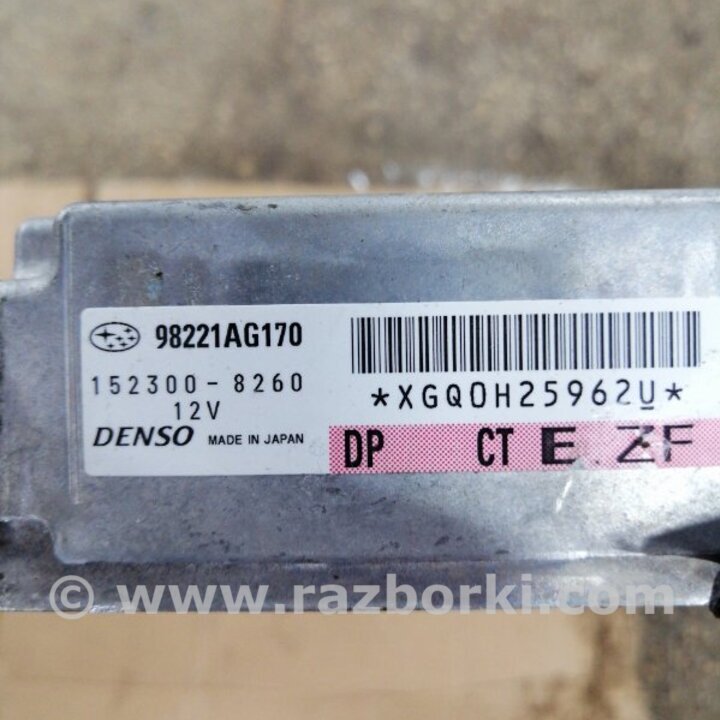 98221AG170
152300-8260
12V
DENSO MADE IN JAPAN
*XGQ0H25962U*
DP CT E.ZF
© www.razborki.com